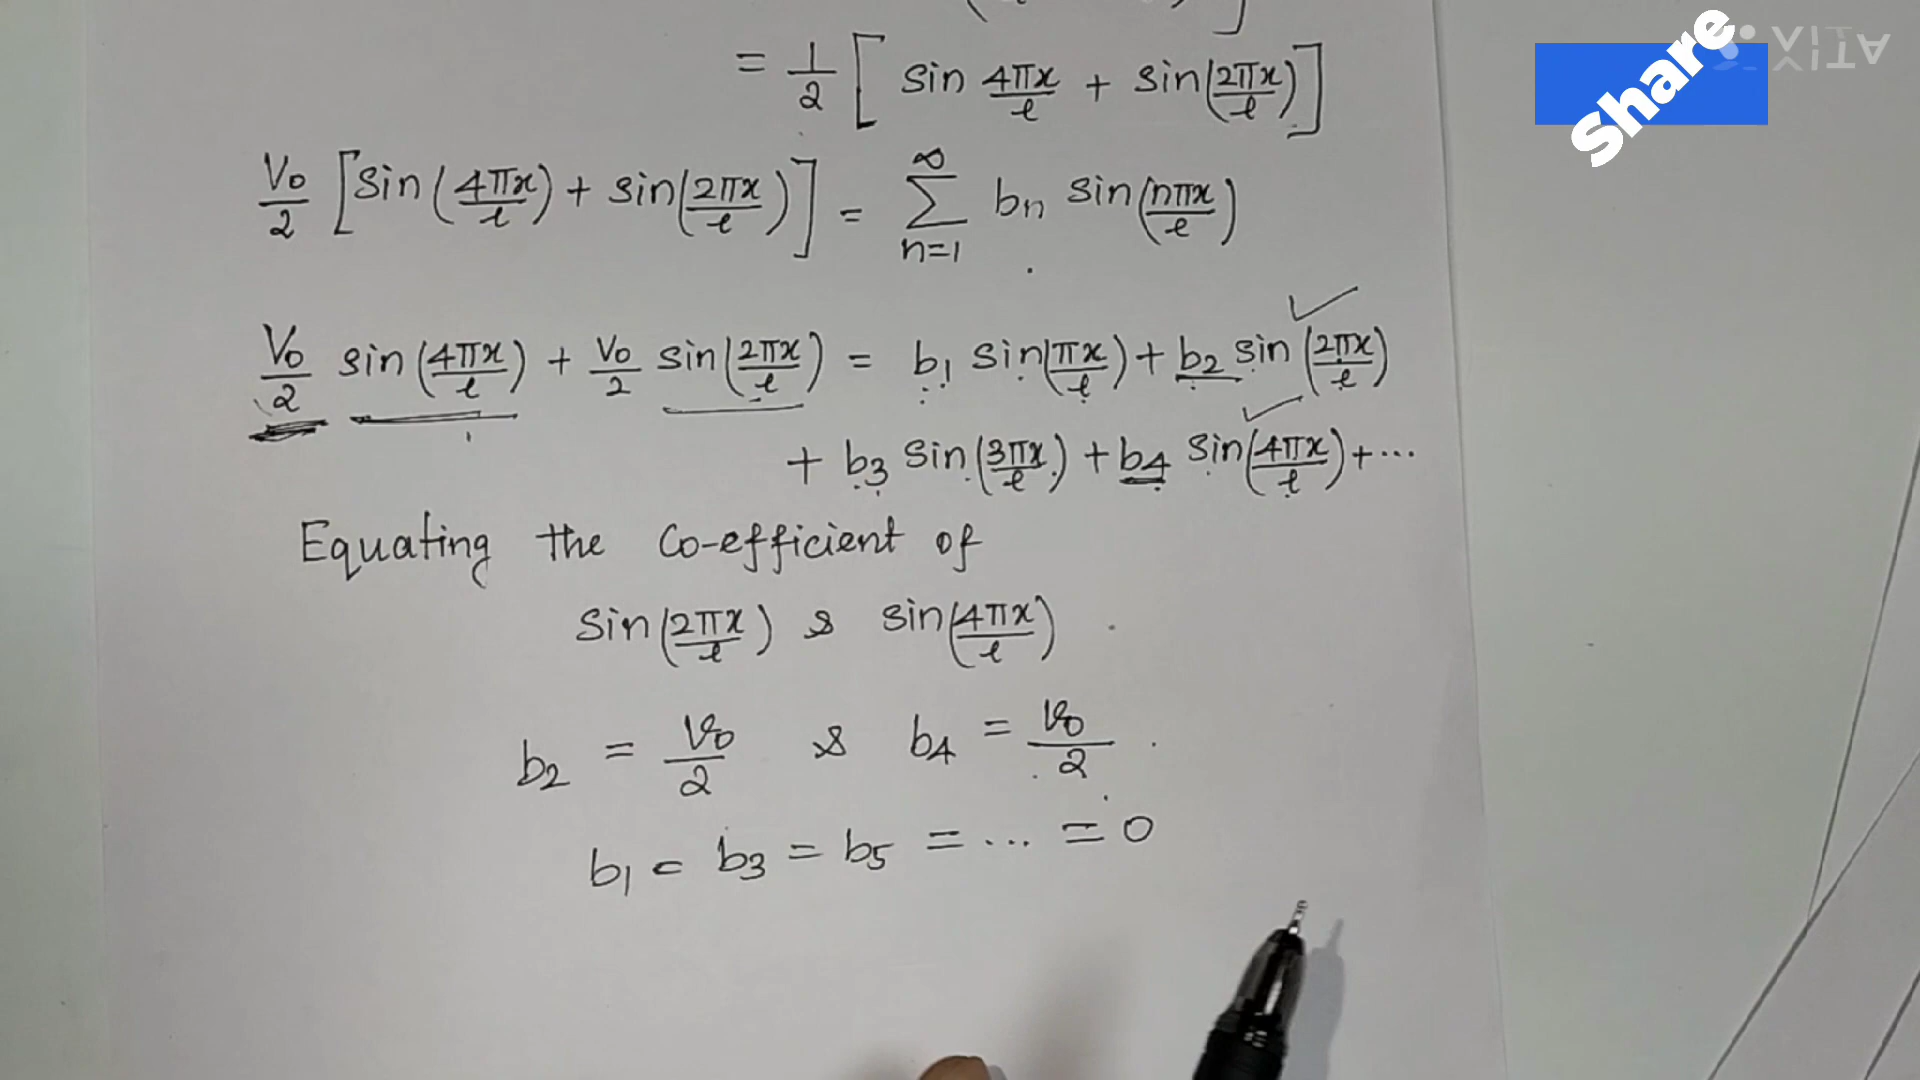 = 1/2 [ sin 4πx/l + sin(2πx/l) ]
V0/2 [ sin(4πx/l) + sin(2πx/l) ] = ∞ Σ n=1 bn sin(nπx/l)
V0/2 sin(4πx/l) + V0/2 sin(2πx/l) = b1 sin(πx/l) + b2 sin(2πx/l)
+ b3 sin(3πx/l) + b4 sin(4πx/l) + ...
Equating the co-efficient of
sin(2πx/l) & sin(4πx/l)
b2 = V0/2 & b4 = V0/2
b1 = b3 = b5 = ... = 0
Share